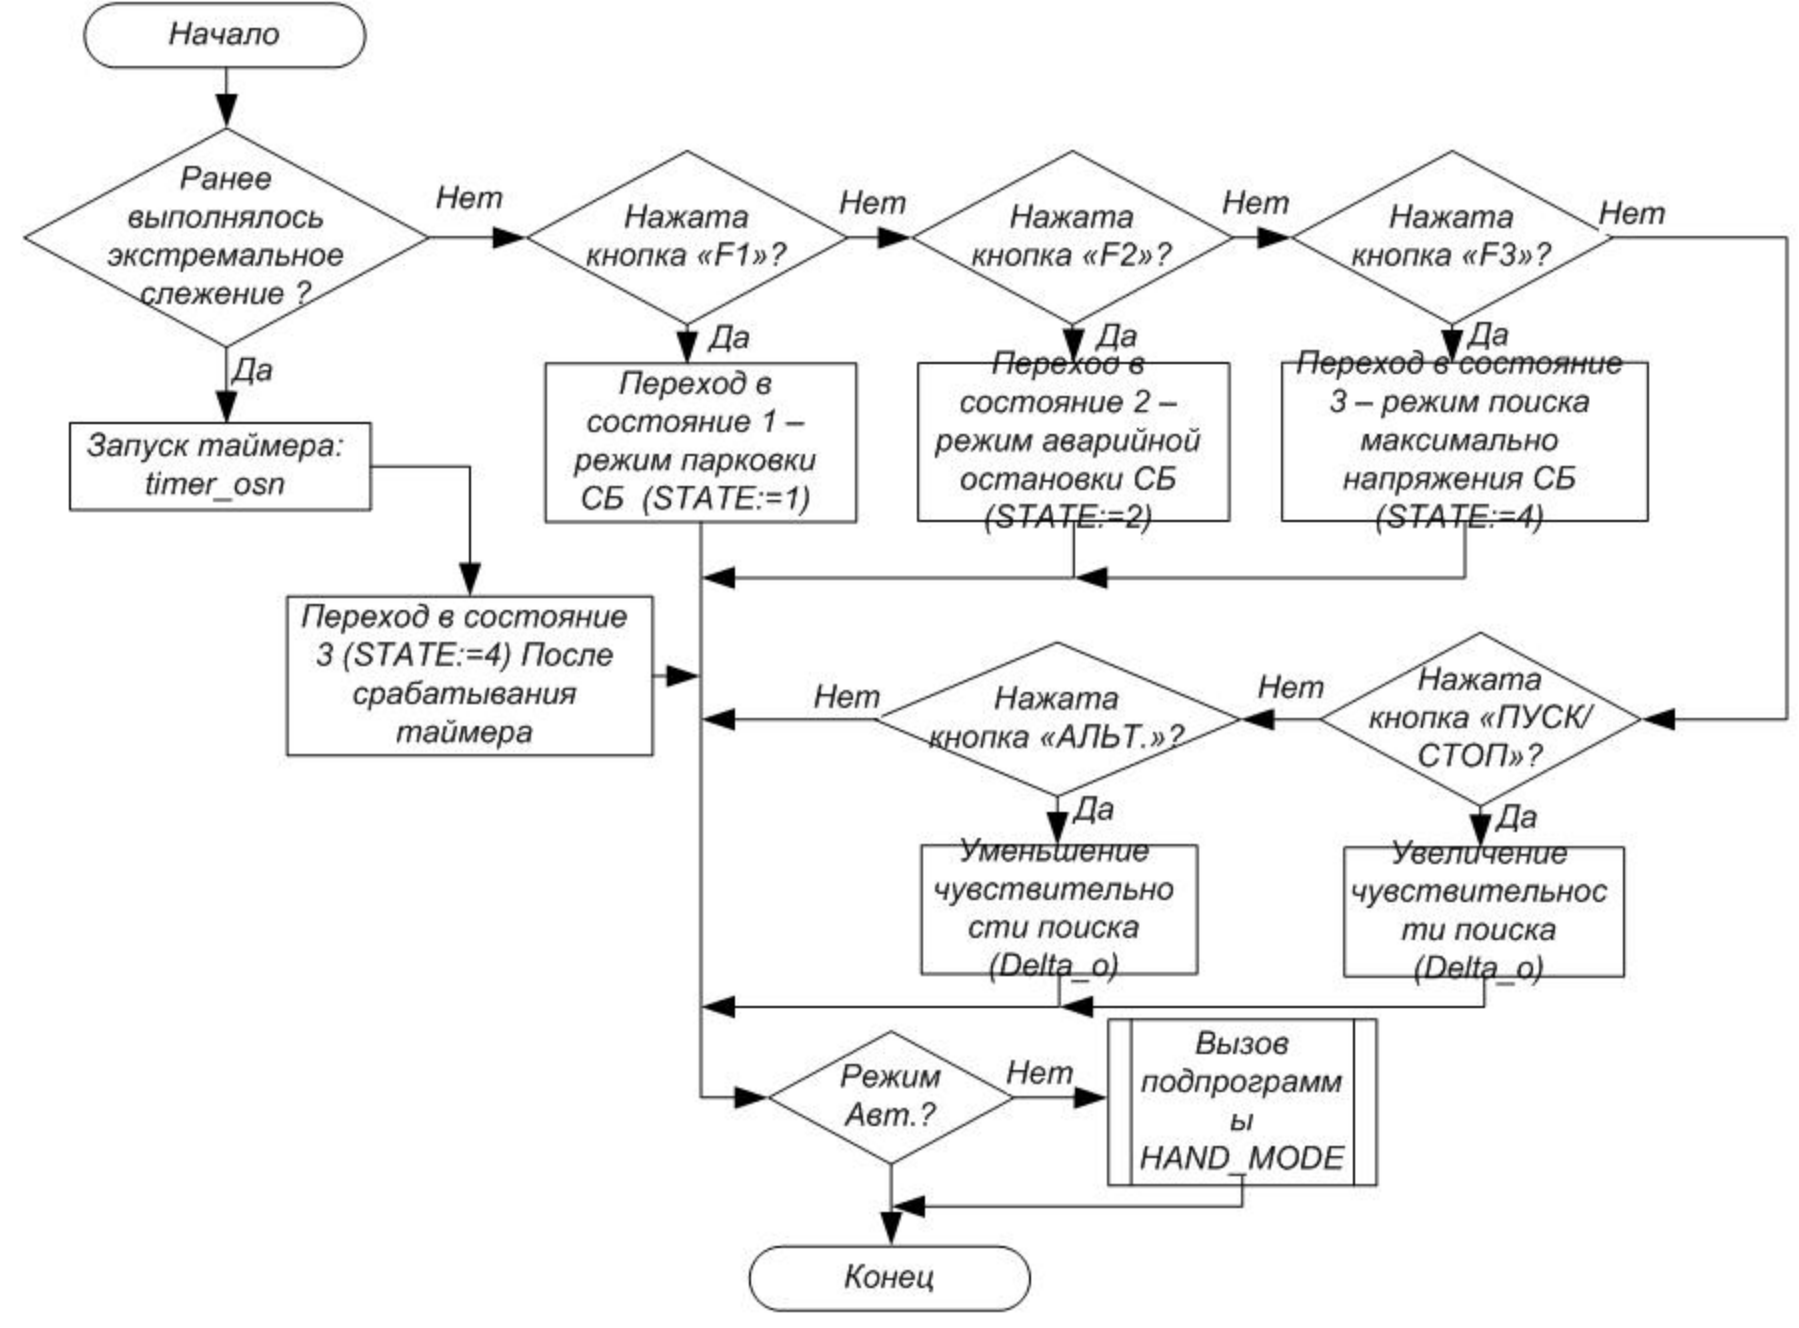 Начало
Ранее
выполнялось
экстремальное
слежение ?
Нет
Нажата
кнопка «F1»?
Нет
Нажата
кнопка «F2»?
Нет
Нажата
кнопка «F3»?
Нет
Да
Запуск таймера:
timer_osn
Да
Переход в
состояние 1 –
режим парковки
СБ (STATE:=1)
Да
Переход в
состояние 2 –
режим аварийной
остановки СБ
(STATE:=2)
Да
Переход в состояние
3 – режим поиска
максимально
напряжения СБ
(STATE:=4)
Переход в состояние
3 (STATE:=4) После
срабатывания
таймера
Нет
Нажата
кнопка «АЛЬТ.»?
Нет
Нажата
кнопка «ПУСК/
СТОП»?
Да
Уменьшение
чувствительно
сти поиска
(Delta_o)
Да
Увеличение
чувствительнос
ти поиска
(Delta_o)
Режим
Авт.?
Нет
Вызов
подпрограмм
ы
HAND_MODE
Конец